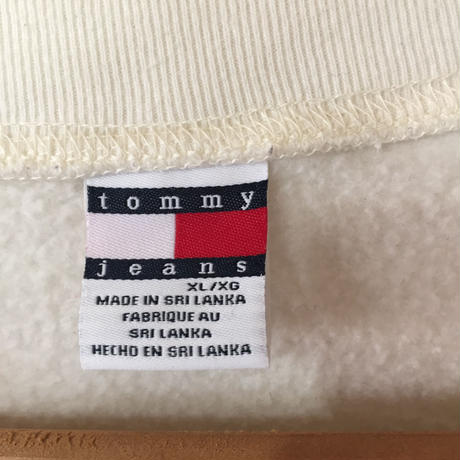 tommy
jeans
XL/XG
MADE IN SRI LANKA
FABRIQUE AU
SRI LANKA
HECHO EN SRI LANKA